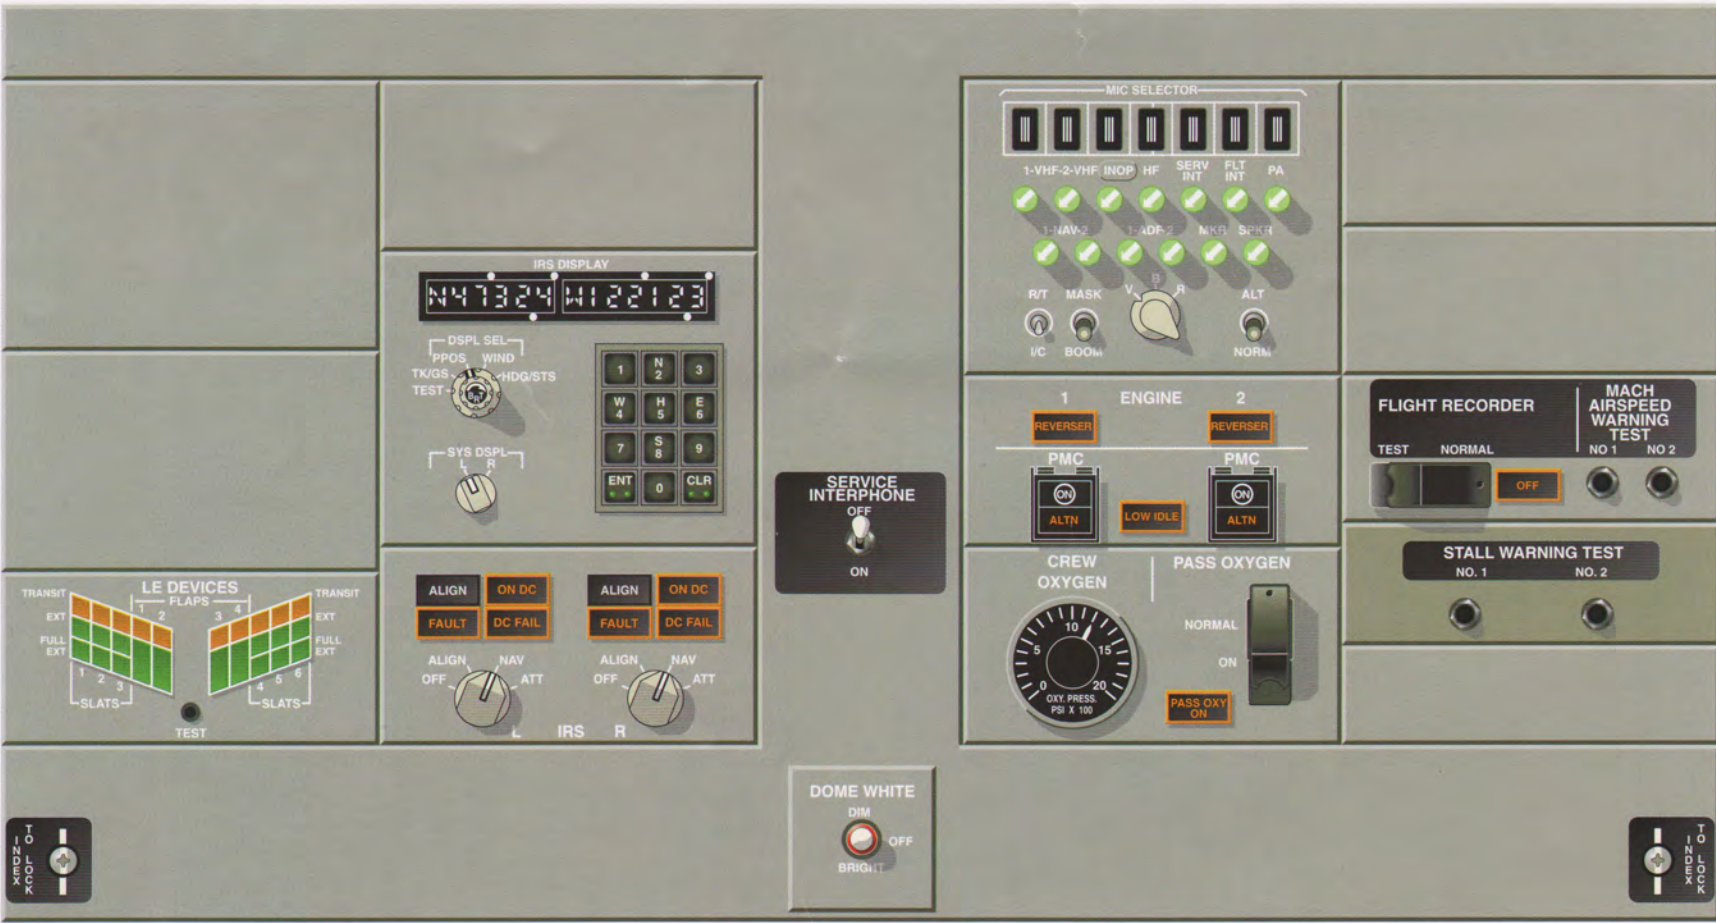 IRS DISPLAY
N47324 W122123
DSPL SEL
PPOS WIND
TK/GS HDG/STS
TEST
BRT
SYS DSPL
L R
1 N 2 3
W 4 H 5 E 6
7 S 8 9
ENT 0 CLR
LE DEVICES
FLAPS
TRANSIT 1 2 3 4 TRANSIT
EXT EXT
FULL EXT FULL EXT
1 2 3 4 5 6
SLATS SLATS
TEST
ALIGN ON DC ALIGN ON DC
FAULT DC FAIL FAULT DC FAIL
ALIGN NAV ALIGN NAV
OFF ATT OFF ATT
L IRS R
SERVICE
INTERPHONE
OFF
ON
DOME WHITE
DIM
OFF
BRIGHT
MIC SELECTOR
1-VHF-2-VHF INOP HF SERV INT FLT INT PA
1-NAV-2 1-ADF-2 MKR SPKR
V B R
R/T MASK ALT
I/C BOOM NORM
1 ENGINE 2
REVERSER REVERSER
PMC PMC
ON ON
ALTN LOW IDLE ALTN
CREW
OXYGEN
PASS OXYGEN
0 5 10 15 20
OXY. PRESS.
PSI X 100
NORMAL
ON
PASS OXY
ON
FLIGHT RECORDER
TEST NORMAL
OFF
MACH
AIRSPEED
WARNING
TEST
NO 1 NO 2
STALL WARNING TEST
NO. 1 NO. 2
INDEX
TO LOCK
TO LOCK
INDEX